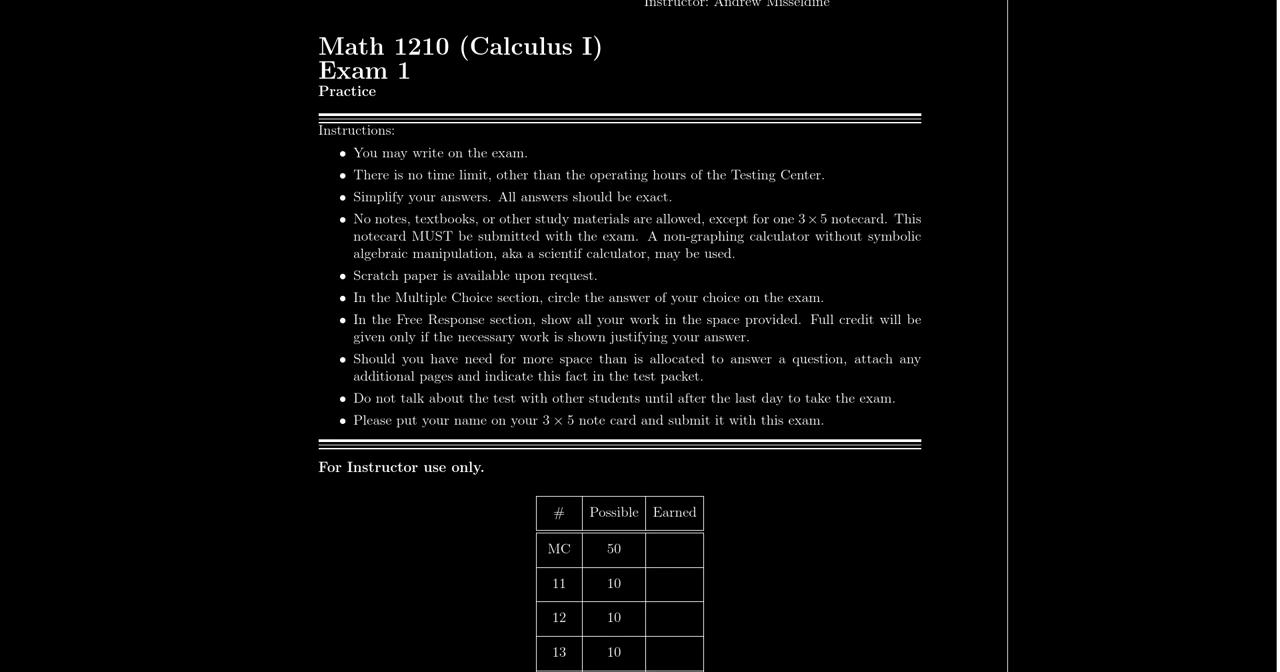 Instructor: Andrew Misseldine
Math 1210 (Calculus I)
Exam 1
Practice
Instructions:
• You may write on the exam.
• There is no time limit, other than the operating hours of the Testing Center.
• Simplify your answers. All answers should be exact.
• No notes, textbooks, or other study materials are allowed, except for one 3 × 5 notecard. This
notecard MUST be submitted with the exam. A non-graphing calculator without symbolic
algebraic manipulation, aka a scientif calculator, may be used.
• Scratch paper is available upon request.
• In the Multiple Choice section, circle the answer of your choice on the exam.
• In the Free Response section, show all your work in the space provided. Full credit will be
given only if the necessary work is shown justifying your answer.
• Should you have need for more space than is allocated to answer a question, attach any
additional pages and indicate this fact in the test packet.
• Do not talk about the test with other students until after the last day to take the exam.
• Please put your name on your 3 × 5 note card and submit it with this exam.
For Instructor use only.
# Possible Earned
MC 50
11 10
12 10
13 10